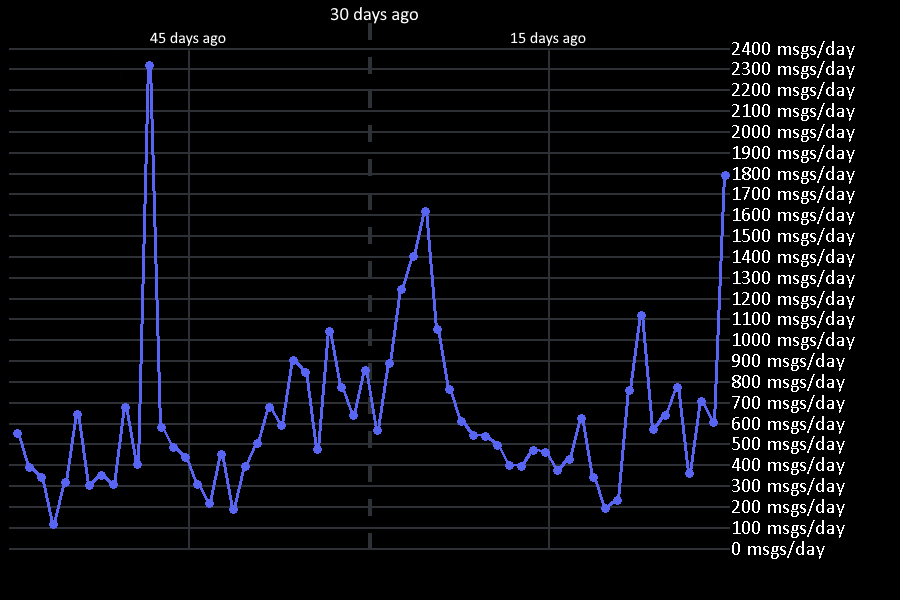 30 days ago
45 days ago
15 days ago
2400 msgs/day
2300 msgs/day
2200 msgs/day
2100 msgs/day
2000 msgs/day
1900 msgs/day
1800 msgs/day
1700 msgs/day
1600 msgs/day
1500 msgs/day
1400 msgs/day
1300 msgs/day
1200 msgs/day
1100 msgs/day
1000 msgs/day
900 msgs/day
800 msgs/day
700 msgs/day
600 msgs/day
500 msgs/day
400 msgs/day
300 msgs/day
200 msgs/day
100 msgs/day
0 msgs/day